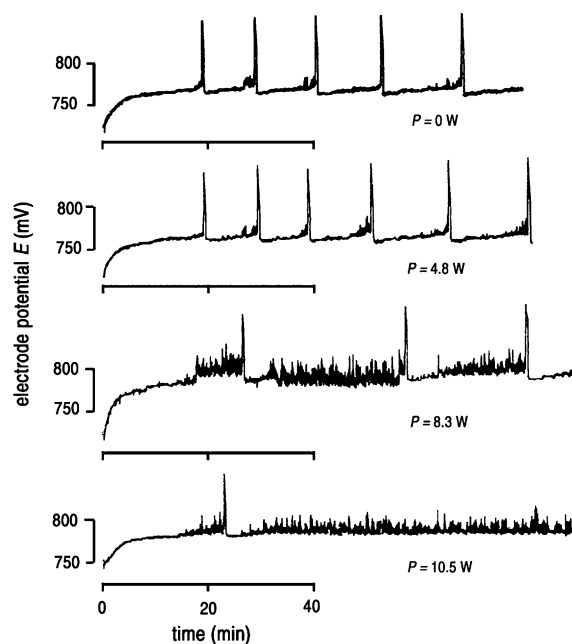 800
750
P = 0 W
800
750
P = 4.8 W
electrode potential E (mV)
800
750
P = 8.3 W
800
750
P = 10.5 W
0 20 40
time (min)